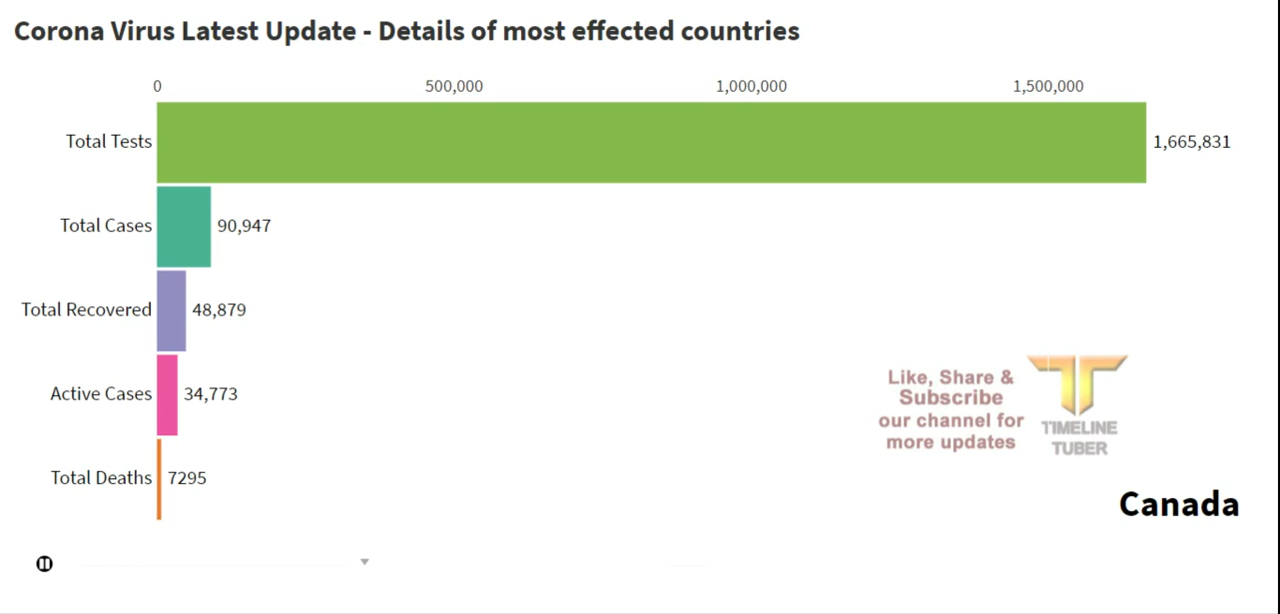 Corona Virus Latest Update - Details of most effected countries
0 500,000 1,000,000 1,500,000
Total Tests 1,665,831
Total Cases 90,947
Total Recovered 48,879
Active Cases 34,773
Total Deaths 7295
Like, Share &
Subscribe
our channel for
more updates
TIMELINE
TUBER
Canada